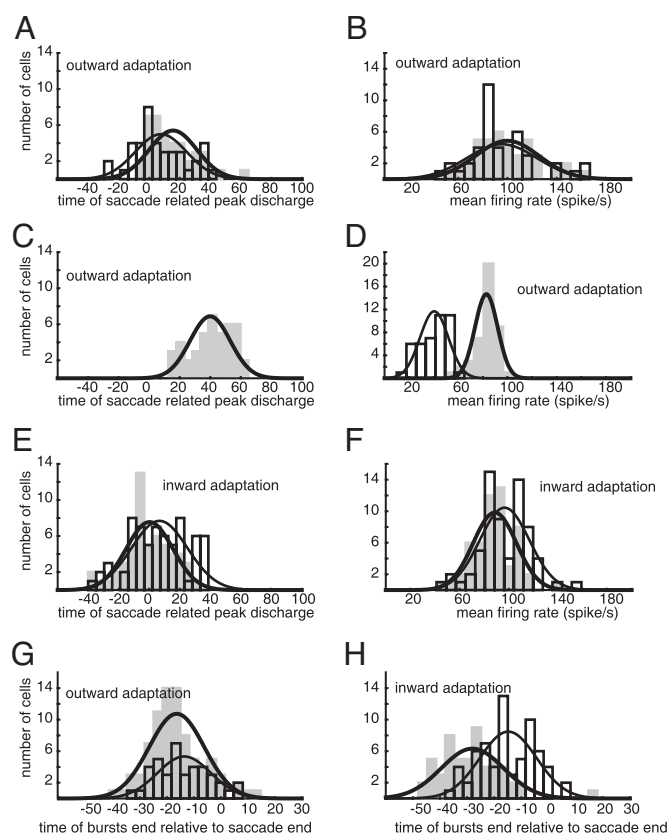 A
number of cells
14
10
6
2
outward adaptation
-40 -20 0 20 40 60 80 100
time of saccade related peak discharge
B
14
10
6
2
outward adaptation
20 60 100 140 180
mean firing rate (spike/s)
C
number of cells
14
10
6
2
outward adaptation
-40 -20 0 20 40 60 80 100
time of saccade related peak discharge
D
20
16
12
8
4
outward adaptation
20 60 100 140 180
mean firing rate (spike/s)
E
number of cells
14
10
6
2
inward adaptation
-40 -20 0 20 40 60 80 100
time of saccade related peak discharge
F
14
10
6
2
inward adaptation
20 60 100 140 180
mean firing rate (spike/s)
G
number of cells
14
10
6
2
outward adaptation
-50 -40 -30 -20 -10 0 10 20 30
time of bursts end relative to saccade end
H
14
10
6
2
inward adaptation
-50 -40 -30 -20 -10 0 10 20 30
time of bursts end relative to saccade end